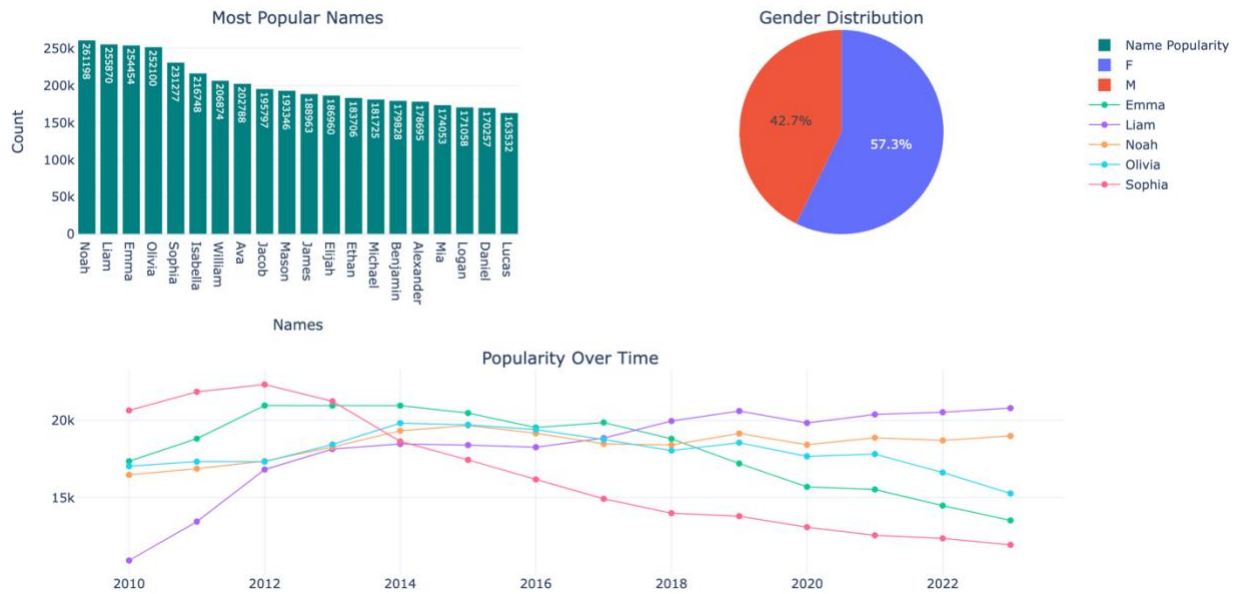 Most Popular Names
Count
250k
200k
150k
100k
50k
0
261198
255870
254454
252100
231277
216748
206874
202788
195797
193346
188963
186960
183706
181725
179828
178695
174053
171058
170257
163532
Noah
Liam
Emma
Olivia
Sophia
Isabella
William
Ava
Jacob
Mason
James
Elijah
Ethan
Michael
Benjamin
Alexander
Mia
Logan
Daniel
Lucas
Names
Gender Distribution
42.7%
57.3%
Name Popularity
F
M
Emma
Liam
Noah
Olivia
Sophia
Popularity Over Time
20k
15k
2010
2012
2014
2016
2018
2020
2022